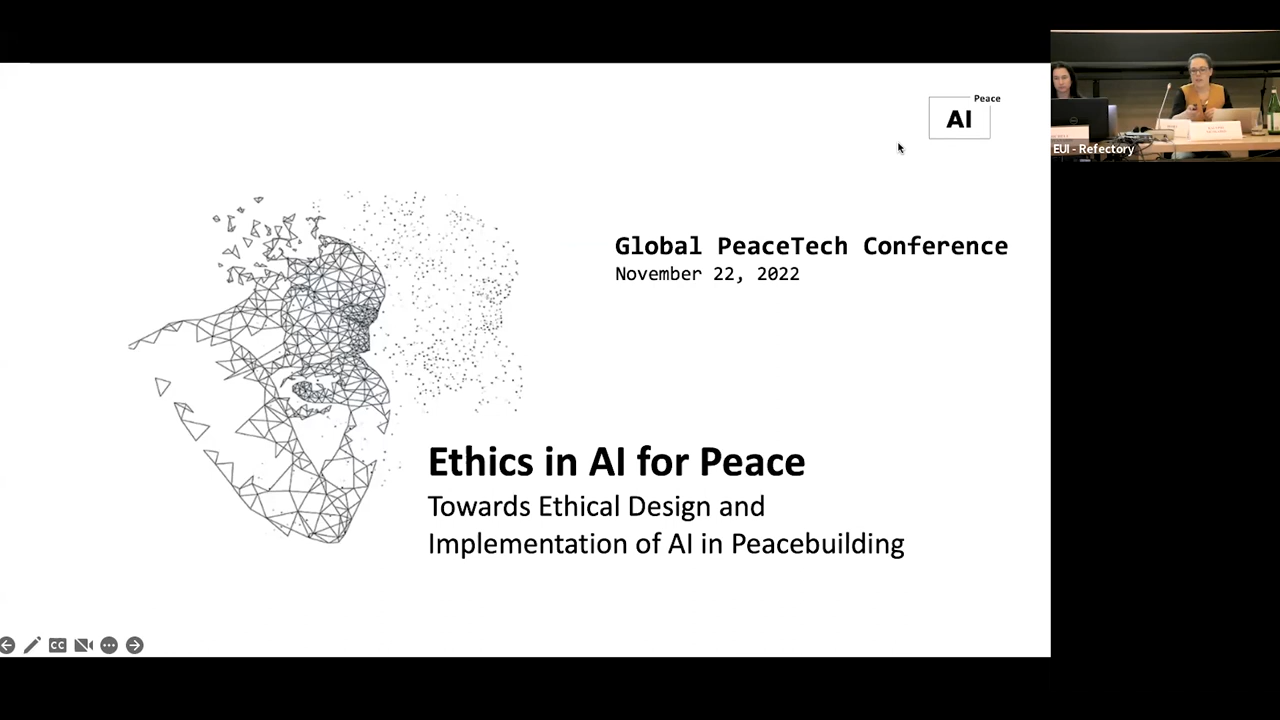 Peace
AI
EUI - Refectory
Global PeaceTech Conference
November 22, 2022
Ethics in AI for Peace
Towards Ethical Design and
Implementation of AI in Peacebuilding
CC